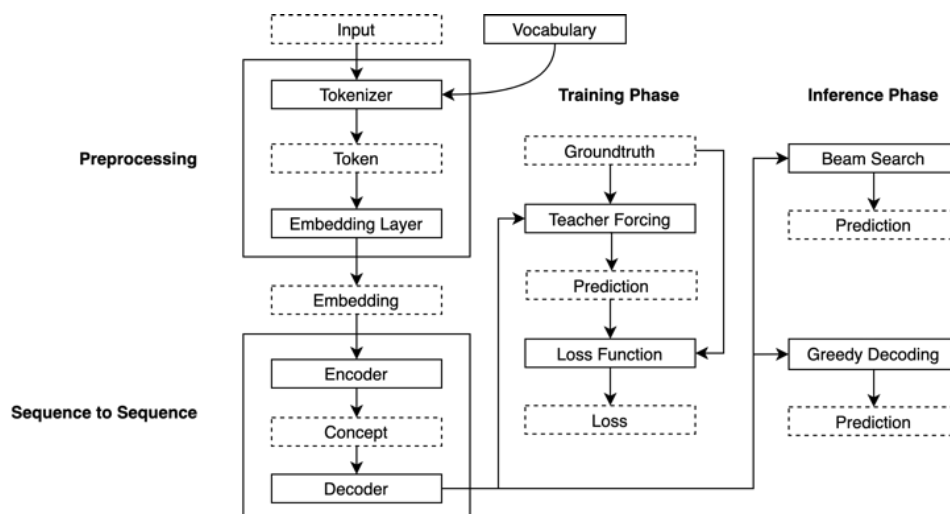 Input
Vocabulary
Tokenizer
Training Phase
Inference Phase
Preprocessing
Token
Groundtruth
Beam Search
Embedding Layer
Teacher Forcing
Prediction
Embedding
Prediction
Encoder
Loss Function
Greedy Decoding
Sequence to Sequence
Concept
Loss
Prediction
Decoder